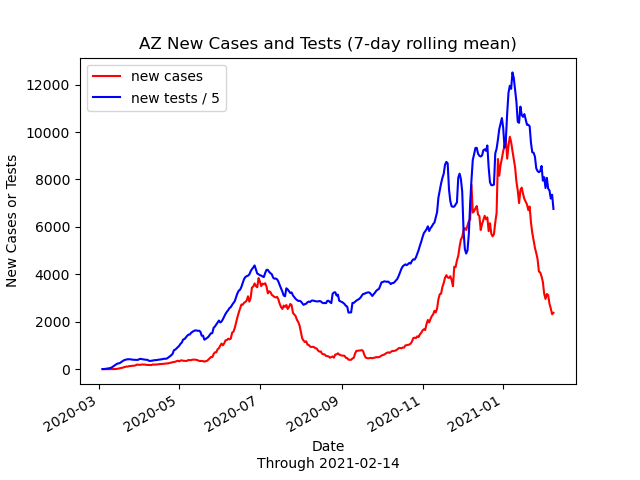 AZ New Cases and Tests (7-day rolling mean)
new cases
new tests / 5
12000
10000
8000
6000
4000
2000
0
New Cases or Tests
2020-03
2020-05
2020-07
2020-09
2020-11
2021-01
Date
Through 2021-02-14